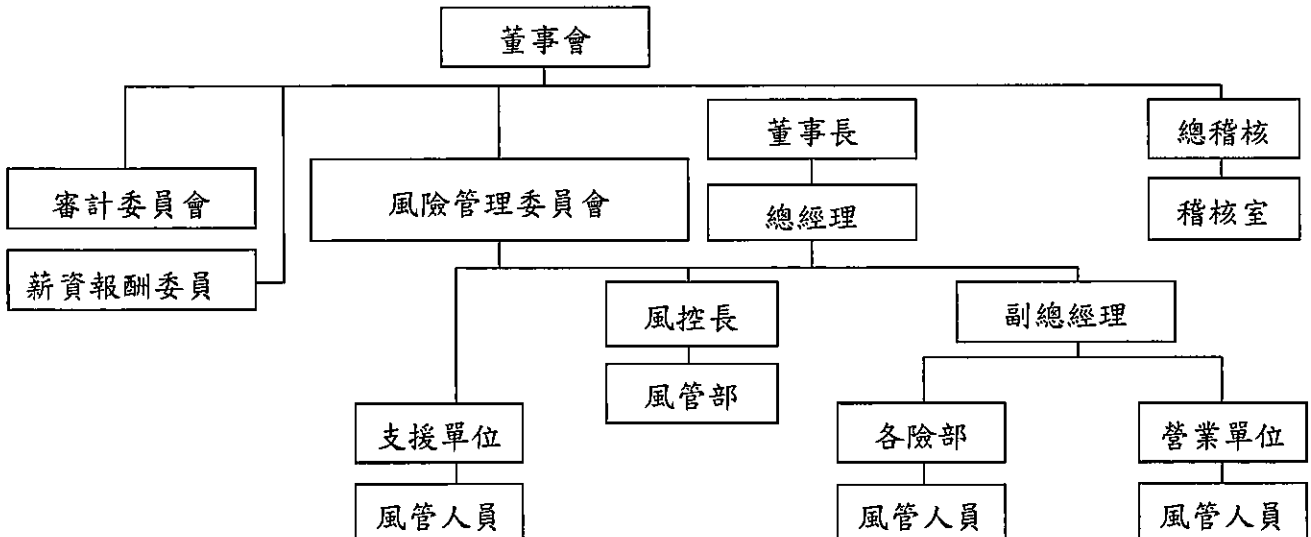 董事會
董事長
總稽核
審計委員會
風險管理委員會
總經理
稽核室
薪資報酬委員
風控長
副總經理
風管部
支援單位
各險部
營業單位
風管人員
風管人員
風管人員